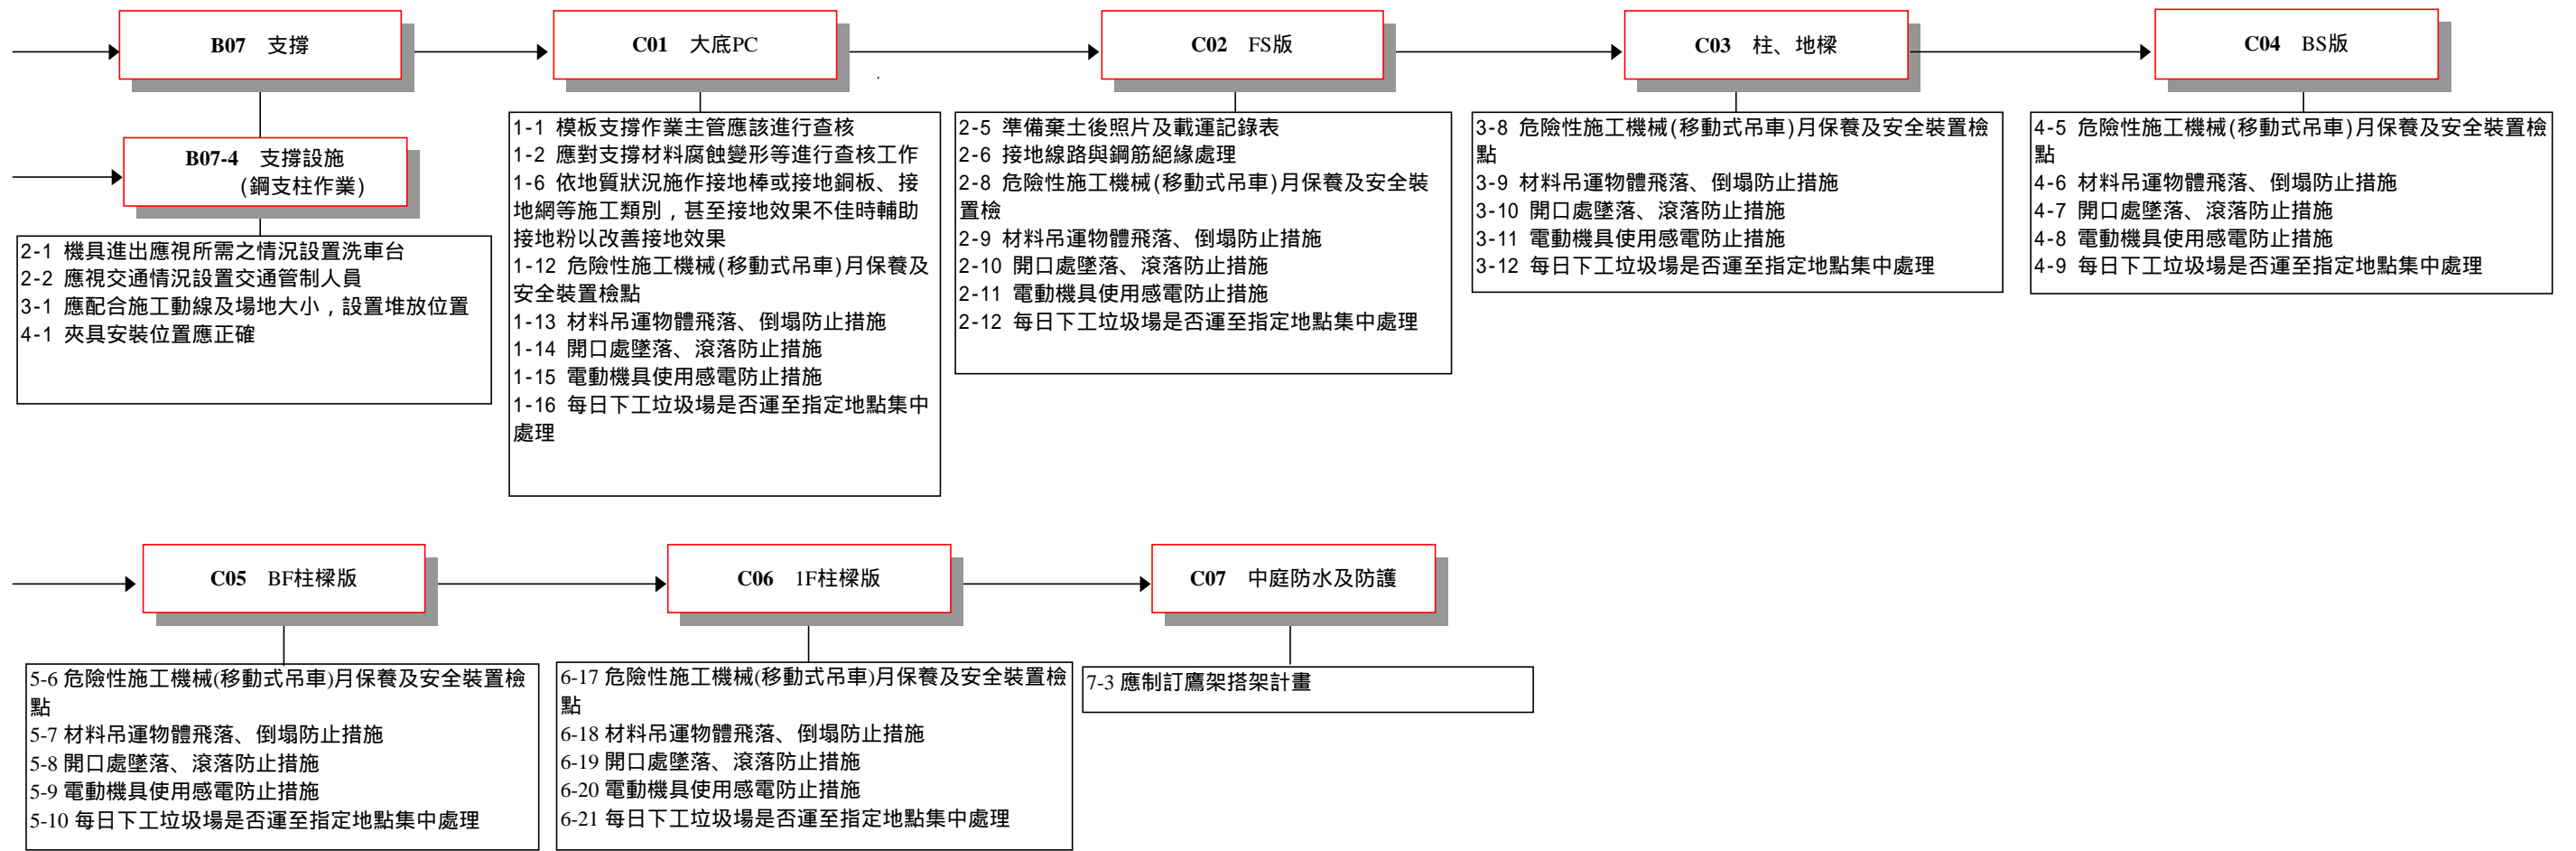 B07 支撐
C01 大底PC
C02 FS版
C03 柱、地樑
C04 BS版
B07-4 支撐設施
(鋼支柱作業)
2-1 機具進出應視所需之情況設置洗車台
2-2 應視交通情況設置交通管制人員
3-1 應配合施工動線及場地大小，設置堆放位置
4-1 夾具安裝位置應正確
1-1 模板支撐作業主管應該進行查核
1-2 應對支撐材料腐蝕變形等進行查核工作
1-6 依地質狀況施作接地棒或接地銅板、接
地網等施工類別，甚至接地效果不佳時輔助
接地粉以改善接地效果
1-12 危險性施工機械(移動式吊車)月保養及
安全裝置檢點
1-13 材料吊運物體飛落、倒塌防止措施
1-14 開口處墜落、滾落防止措施
1-15 電動機具使用感電防止措施
1-16 每日下工垃圾場是否運至指定地點集中
處理
2-5 準備棄土後照片及載運記錄表
2-6 接地線路與鋼筋絕緣處理
2-8 危險性施工機械(移動式吊車)月保養及安全裝
置檢
2-9 材料吊運物體飛落、倒塌防止措施
2-10 開口處墜落、滾落防止措施
2-11 電動機具使用感電防止措施
2-12 每日下工垃圾場是否運至指定地點集中處理
3-8 危險性施工機械(移動式吊車)月保養及安全裝置檢
點
3-9 材料吊運物體飛落、倒塌防止措施
3-10 開口處墜落、滾落防止措施
3-11 電動機具使用感電防止措施
3-12 每日下工垃圾場是否運至指定地點集中處理
4-5 危險性施工機械(移動式吊車)月保養及安全裝置檢
點
4-6 材料吊運物體飛落、倒塌防止措施
4-7 開口處墜落、滾落防止措施
4-8 電動機具使用感電防止措施
4-9 每日下工垃圾場是否運至指定地點集中處理
C05 BF柱樑版
C06 1F柱樑版
C07 中庭防水及防護
5-6 危險性施工機械(移動式吊車)月保養及安全裝置檢
點
5-7 材料吊運物體飛落、倒塌防止措施
5-8 開口處墜落、滾落防止措施
5-9 電動機具使用感電防止措施
5-10 每日下工垃圾場是否運至指定地點集中處理
6-17 危險性施工機械(移動式吊車)月保養及安全裝置檢
點
6-18 材料吊運物體飛落、倒塌防止措施
6-19 開口處墜落、滾落防止措施
6-20 電動機具使用感電防止措施
6-21 每日下工垃圾場是否運至指定地點集中處理
7-3 應制訂鷹架搭架計畫